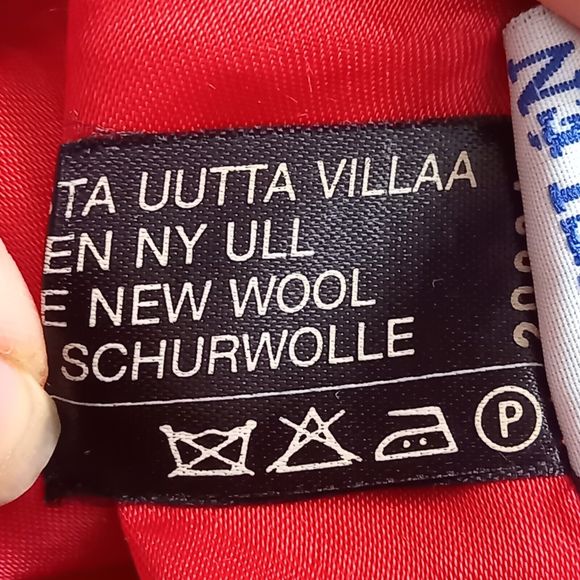 TA UUTTA VILLAA
EN NY ULL
E NEW WOOL
SCHURWOLLE
P